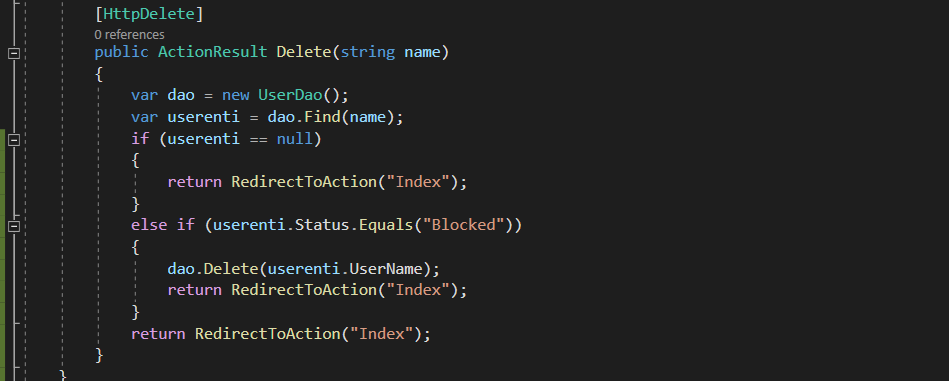 [HttpDelete]
0 references
public ActionResult Delete(string name)
{
var dao = new UserDao();
var userenti = dao.Find(name);
if (userenti == null)
{
return RedirectToAction("Index");
}
else if (userenti.Status.Equals("Blocked"))
{
dao.Delete(userenti.UserName);
return RedirectToAction("Index");
}
return RedirectToAction("Index");
}
}